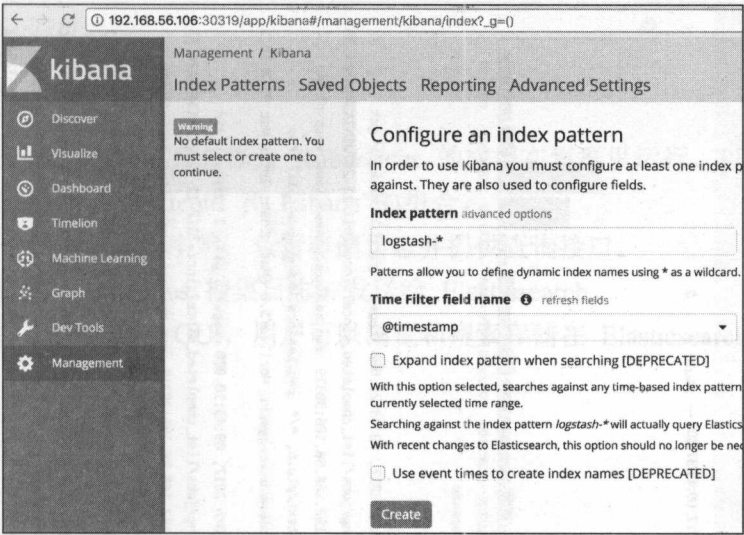 192.168.56.106:30319/app/kibana#/management/kibana/index?_g=()
kibana
Discover
Visualize
Dashboard
Timelion
Machine Learning
Graph
Dev Tools
Management
Management / Kibana
Index Patterns Saved Objects Reporting Advanced Settings
Warning
No default index pattern. You
must select or create one to
continue.
Configure an index pattern
In order to use Kibana you must configure at least one index p
against. They are also used to configure fields.
Index pattern advanced options
logstash-*
Patterns allow you to define dynamic index names using * as a wildcard.
Time Filter field name refresh fields
@timestamp
Expand index pattern when searching [DEPRECATED]
With this option selected, searches against any time-based index pattern
currently selected time range.
Searching against the index pattern logstash-* will actually query Elastics
With recent changes to Elasticsearch, this option should no longer be nec
Use event times to create index names [DEPRECATED]
Create